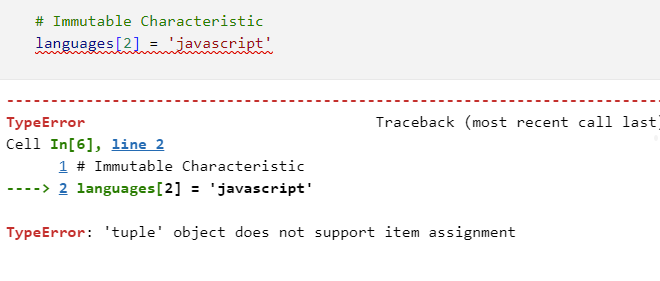 # Immutable Characteristic
languages[2] = 'javascript'
---------------------------------------------------------------------------
TypeError Traceback (most recent call last)
Cell In[6], line 2
1 # Immutable Characteristic
----> 2 languages[2] = 'javascript'
TypeError: 'tuple' object does not support item assignment